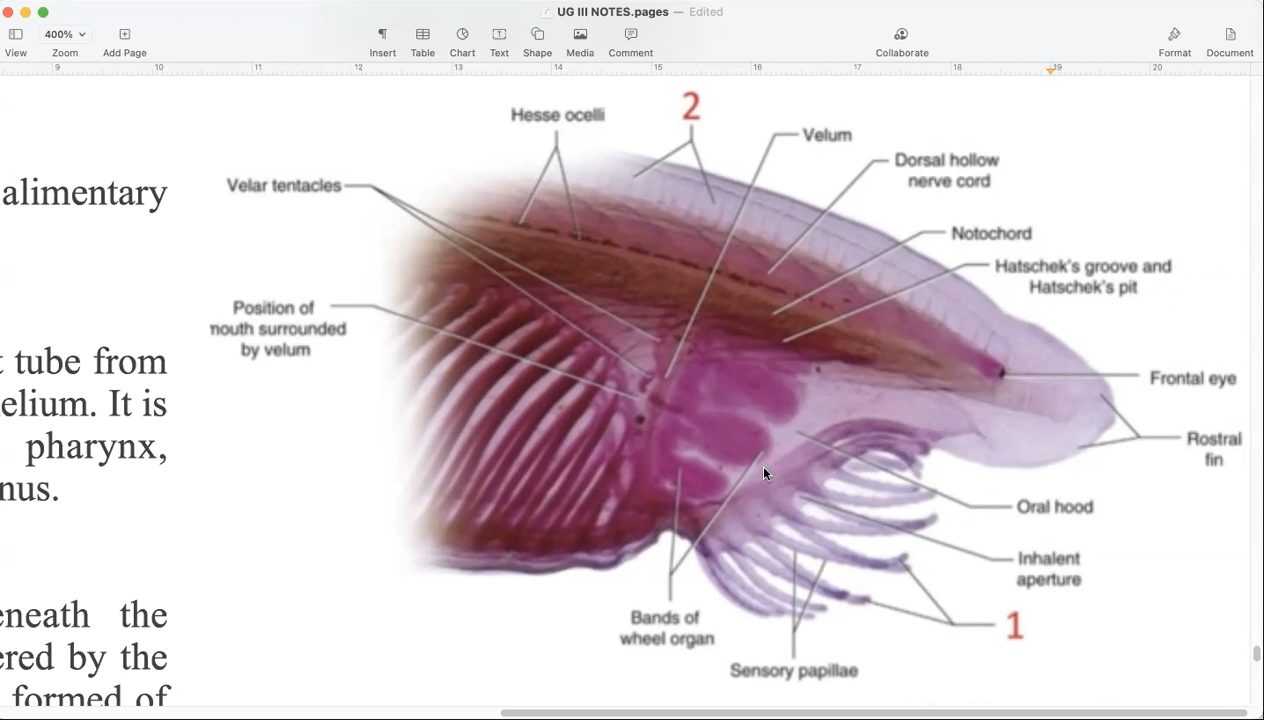 UG III NOTES.pages — Edited
400%
View
Zoom
Add Page
Insert
Table
Chart
Text
Shape
Media
Comment
Collaborate
Format
Document
9 10 11 12 13 14 15 16 17 18 19 20
alimentary
tube from
elium. It is
pharynx,
nus.
eneath the
ered by the
formed of
Hesse ocelli
2
Velum
Dorsal hollow
nerve cord
Velar tentacles
Notochord
Hatschek's groove and
Hatschek's pit
Position of
mouth surrounded
by velum
Frontal eye
Rostral
fin
Oral hood
Inhalent
aperture
Bands of
wheel organ
1
Sensory papillae